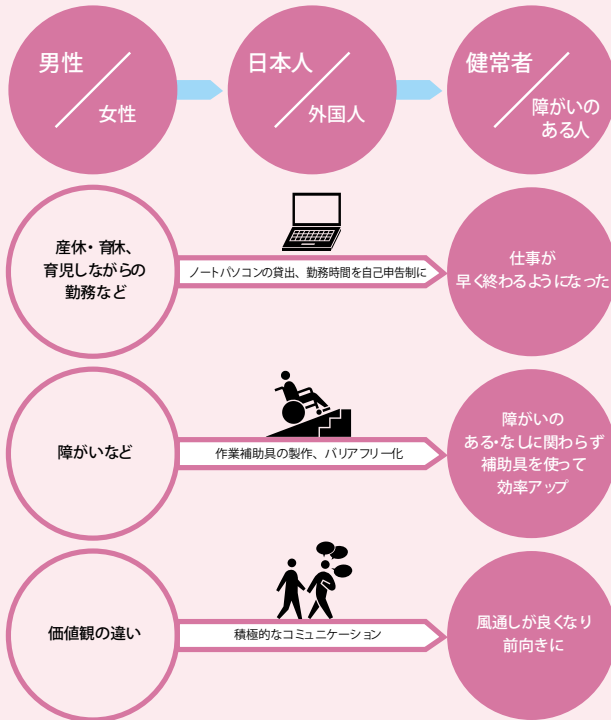 男性
女性
日本人
外国人
健常者
障がいの
ある人
産休・育休、
育児しながらの
勤務など
ノートパソコンの貸出、勤務時間を自己申告制に
仕事が
早く終わるようになった
障がいなど
作業補助具の製作、バリアフリー化
障がいの
ある・なしに関わらず
補助具を使って
効率アップ
価値観の違い
積極的なコミュニケーション
風通しが良くなり
前向きに